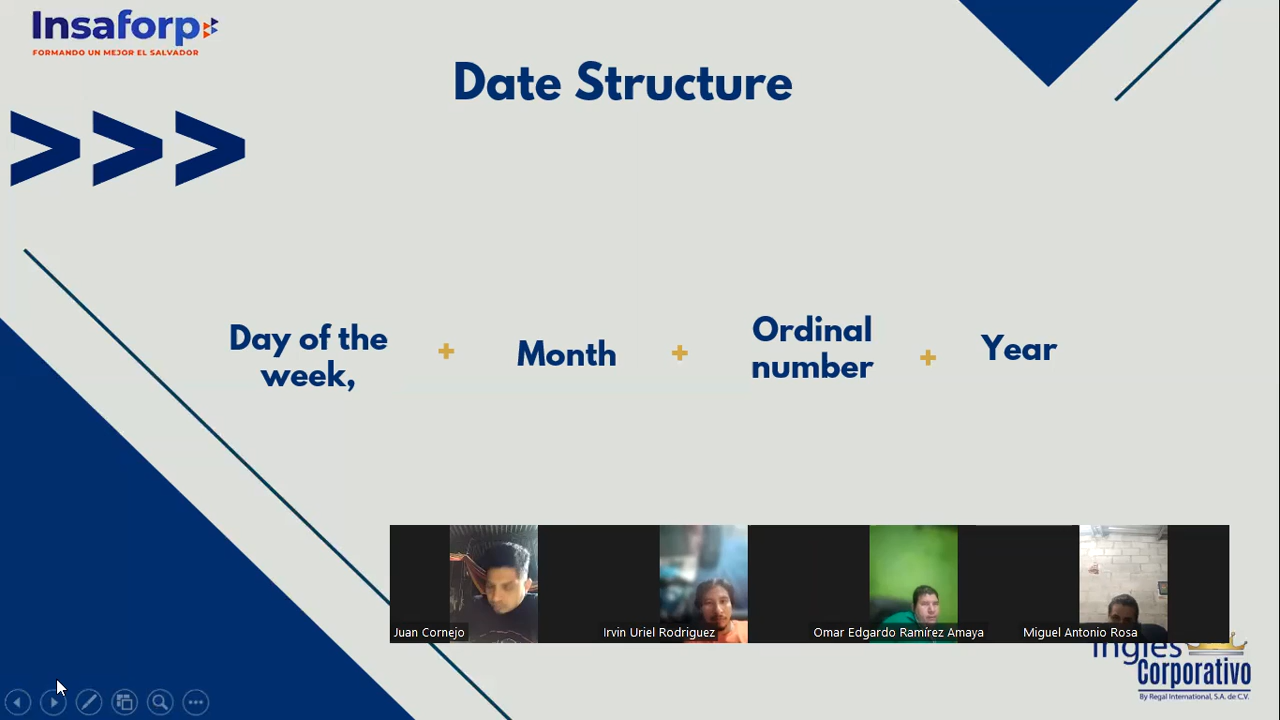 Insaforp
FORMANDO UN MEJOR EL SALVADOR
Date Structure
>>>
Day of the
week,
+
Month
+
Ordinal
number
+
Year
Juan Cornejo
Irvin Uriel Rodriguez
Omar Edgardo Ramírez Amaya
Miguel Antonio Rosa
Inglés
Corporativo
By Regal International, S.A. de C.V.